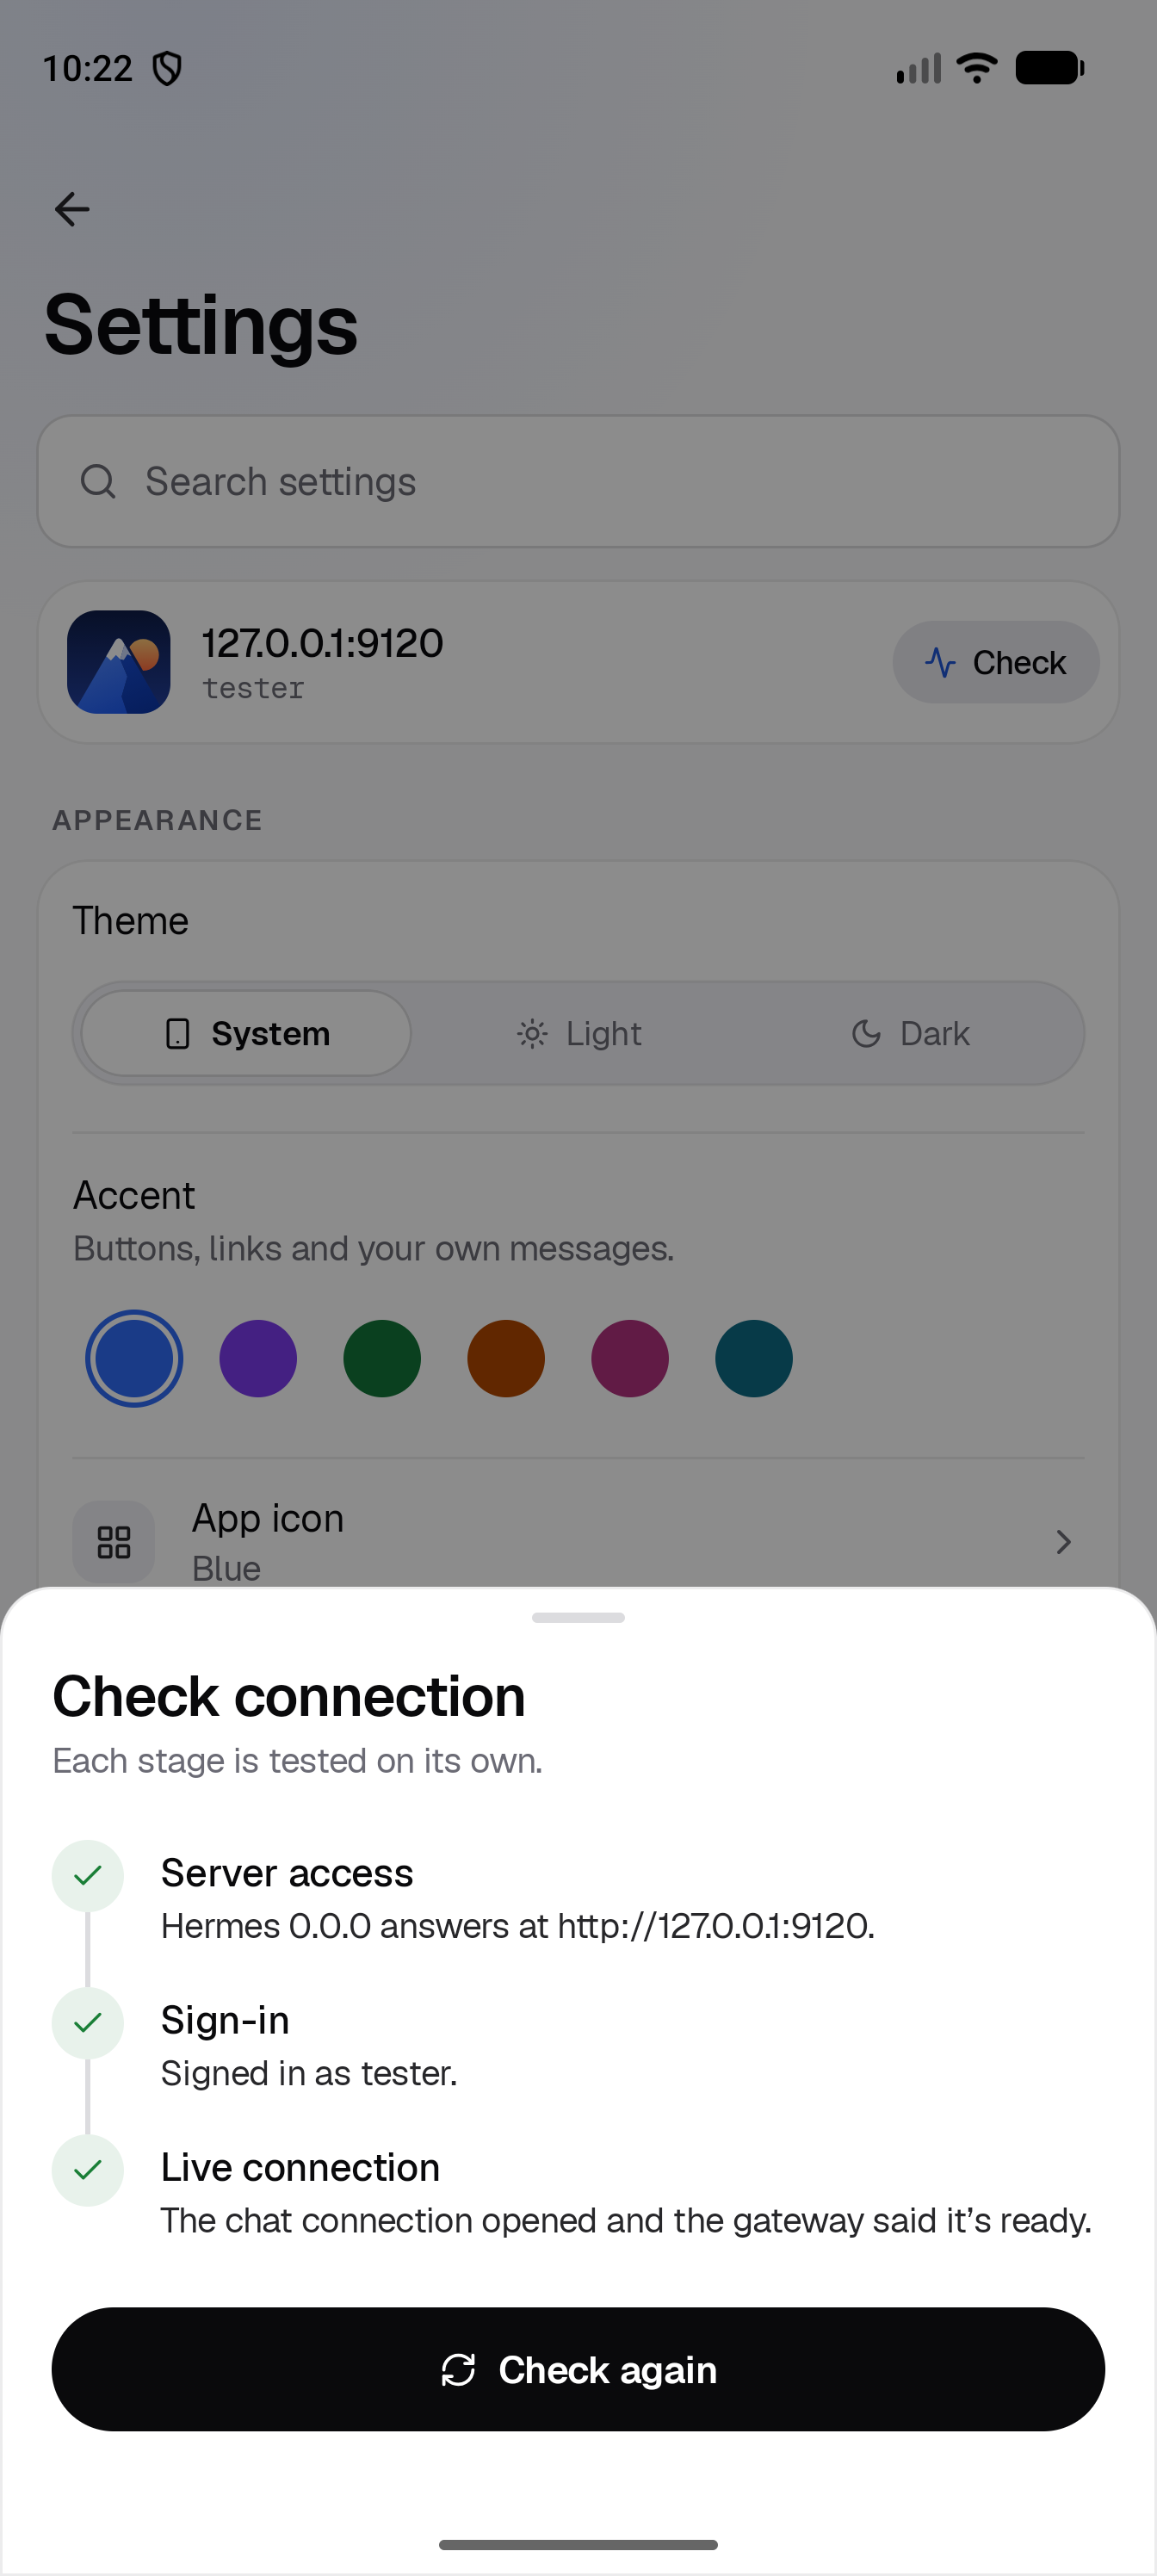 10:22
Settings
Search settings
127.0.0.1:9120
tester
Check
APPEARANCE
Theme
System
Light
Dark
Accent
Buttons, links and your own messages.
App icon
Blue
Check connection
Each stage is tested on its own.
Server access
Hermes 0.0.0 answers at http://127.0.0.1:9120.
Sign-in
Signed in as tester.
Live connection
The chat connection opened and the gateway said it’s ready.
Check again